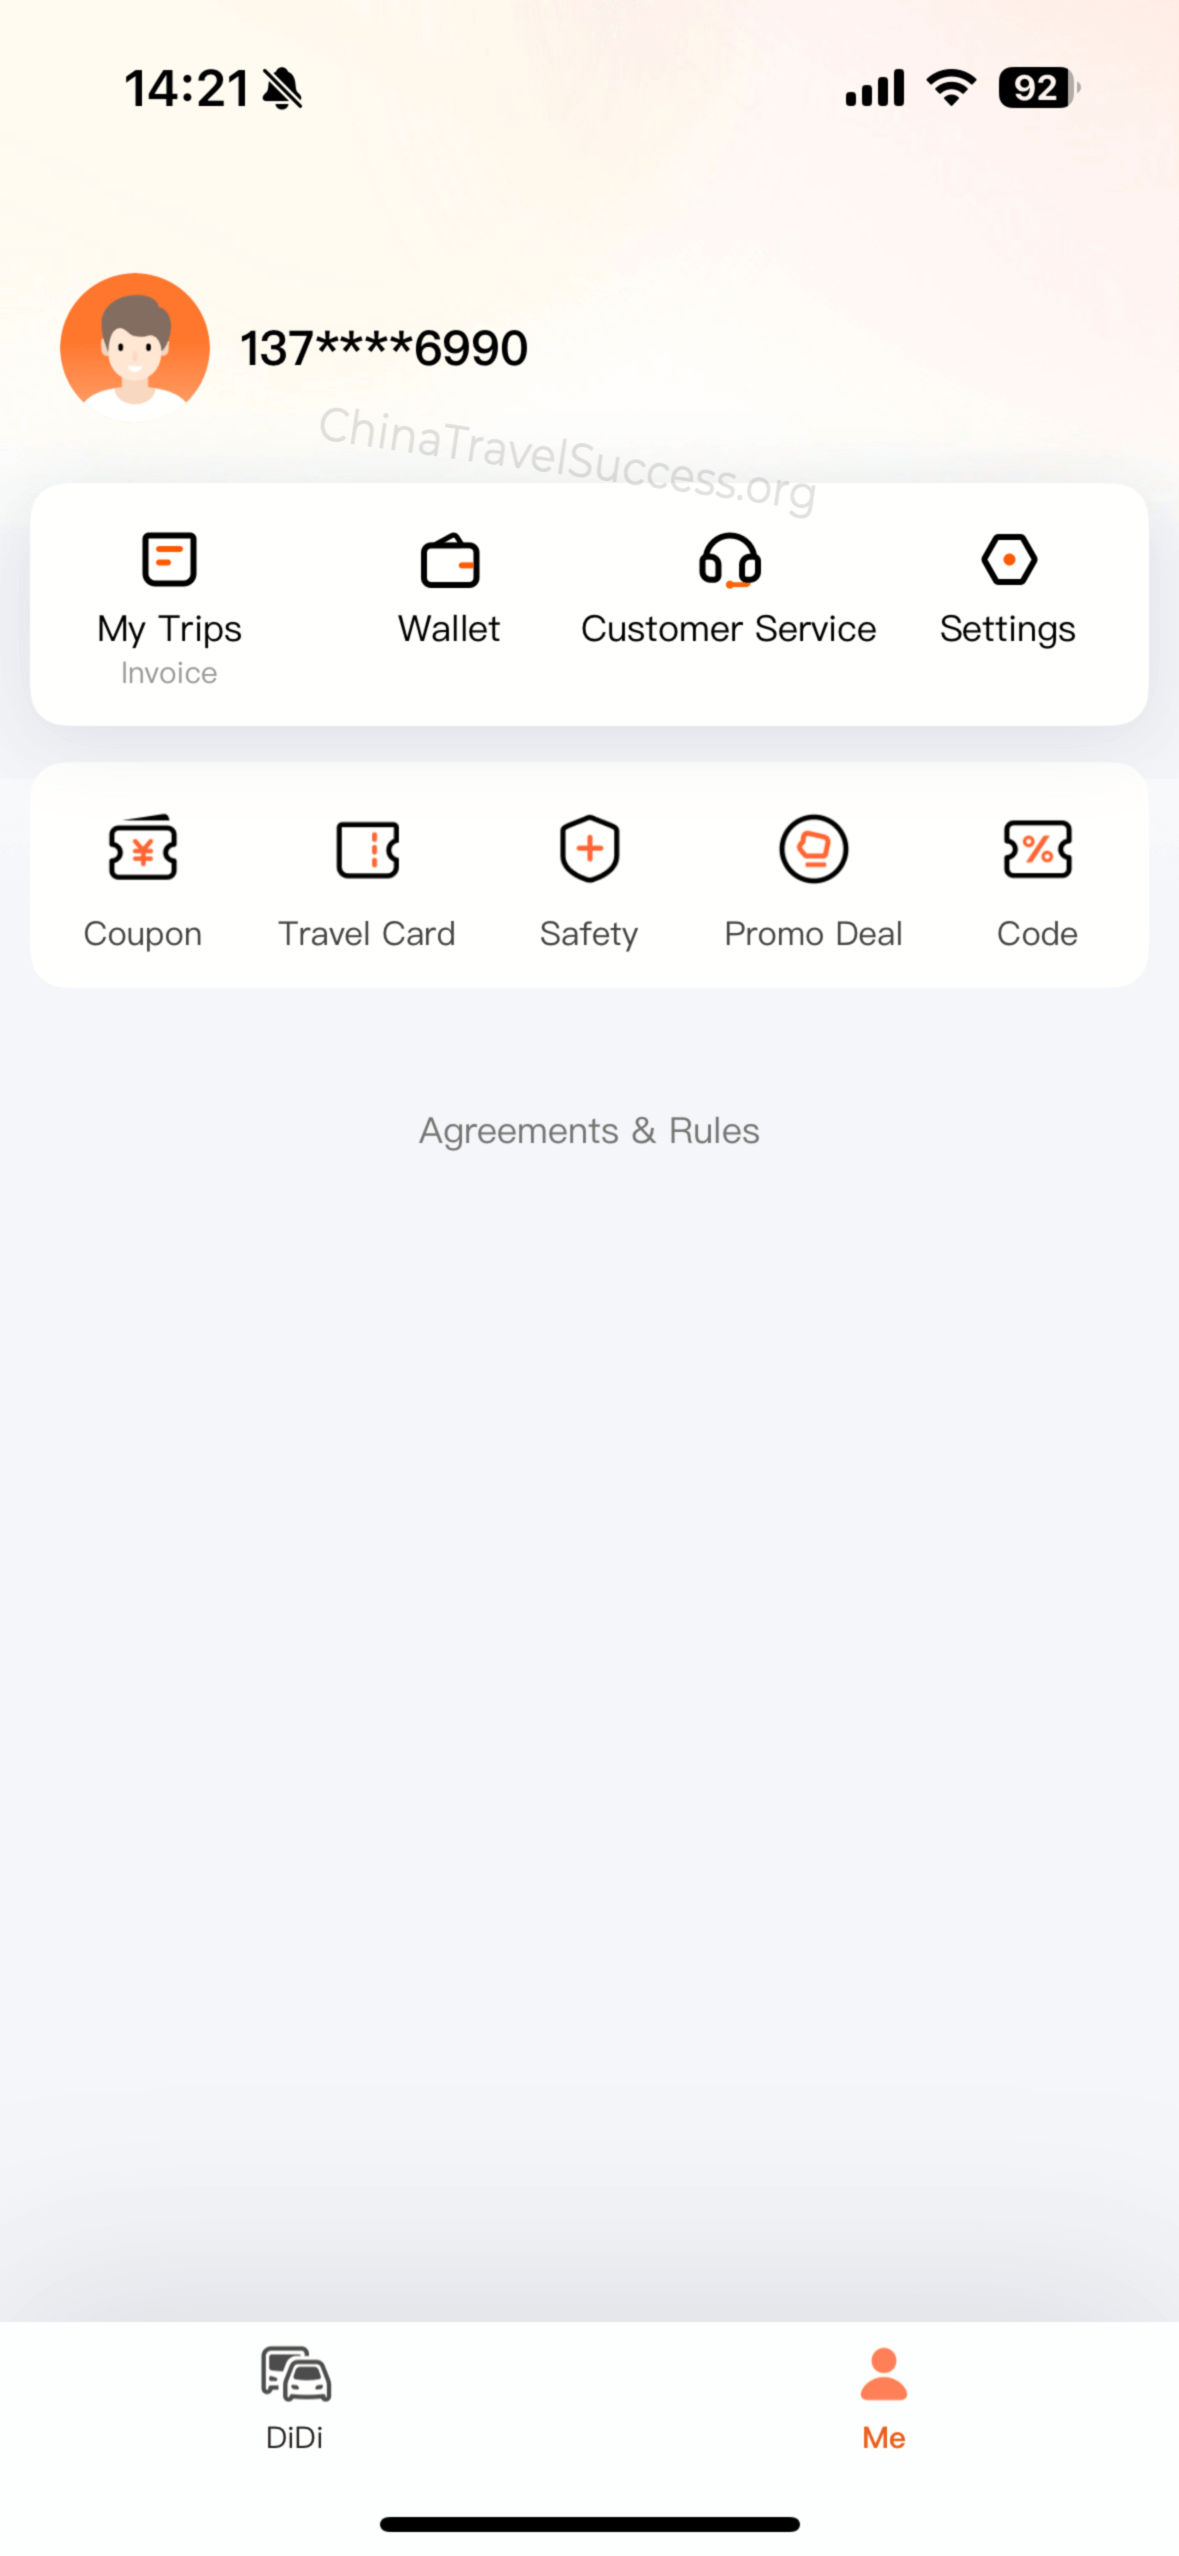 14:21
92
137****6990
ChinaTravelSuccess.org
My Trips Wallet Customer Service Settings
Invoice
¥ %
Coupon Travel Card Safety Promo Deal Code
Agreements & Rules
DiDi Me